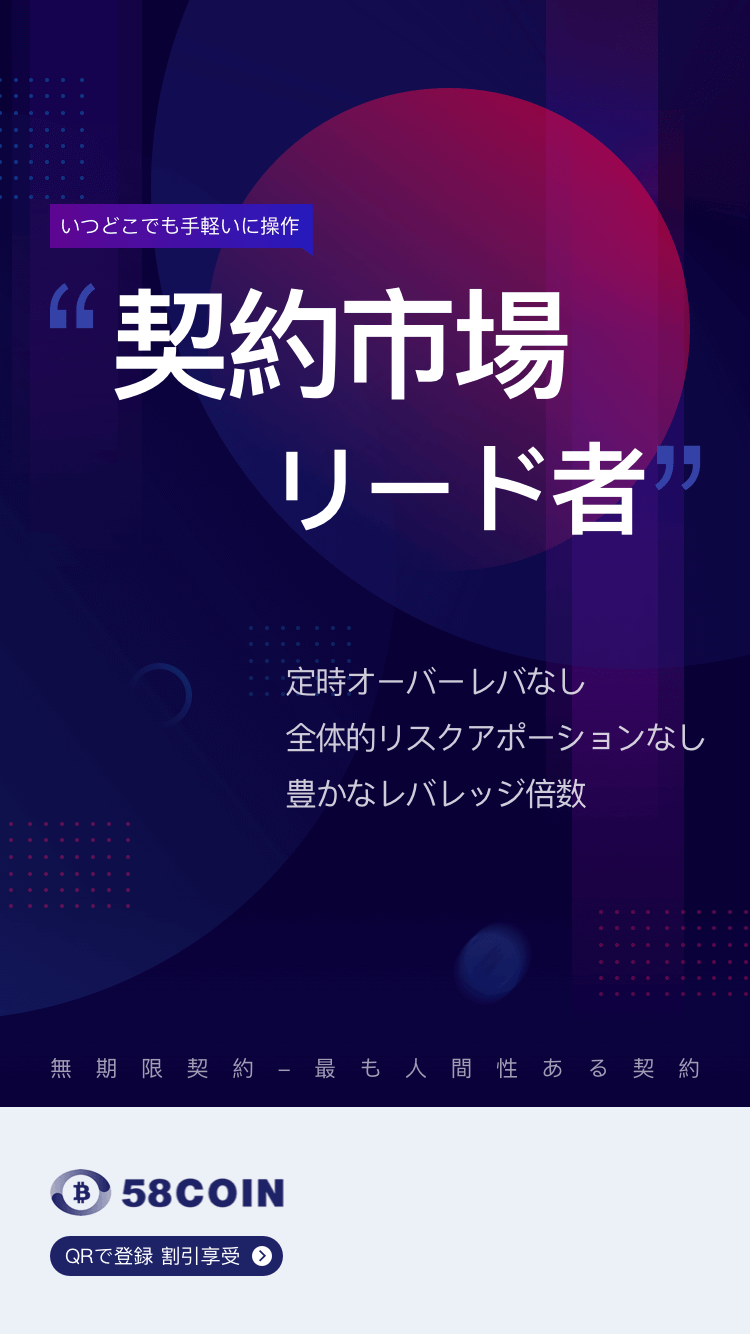 いつどこでも手軽いに操作
“契約市場
リード者”
定時オーバーレバなし
全体的リスクアポーションなし
豊かなレバレッジ倍数
無期限契約–最も人間性ある契約
58COIN
QRで登録 割引享受